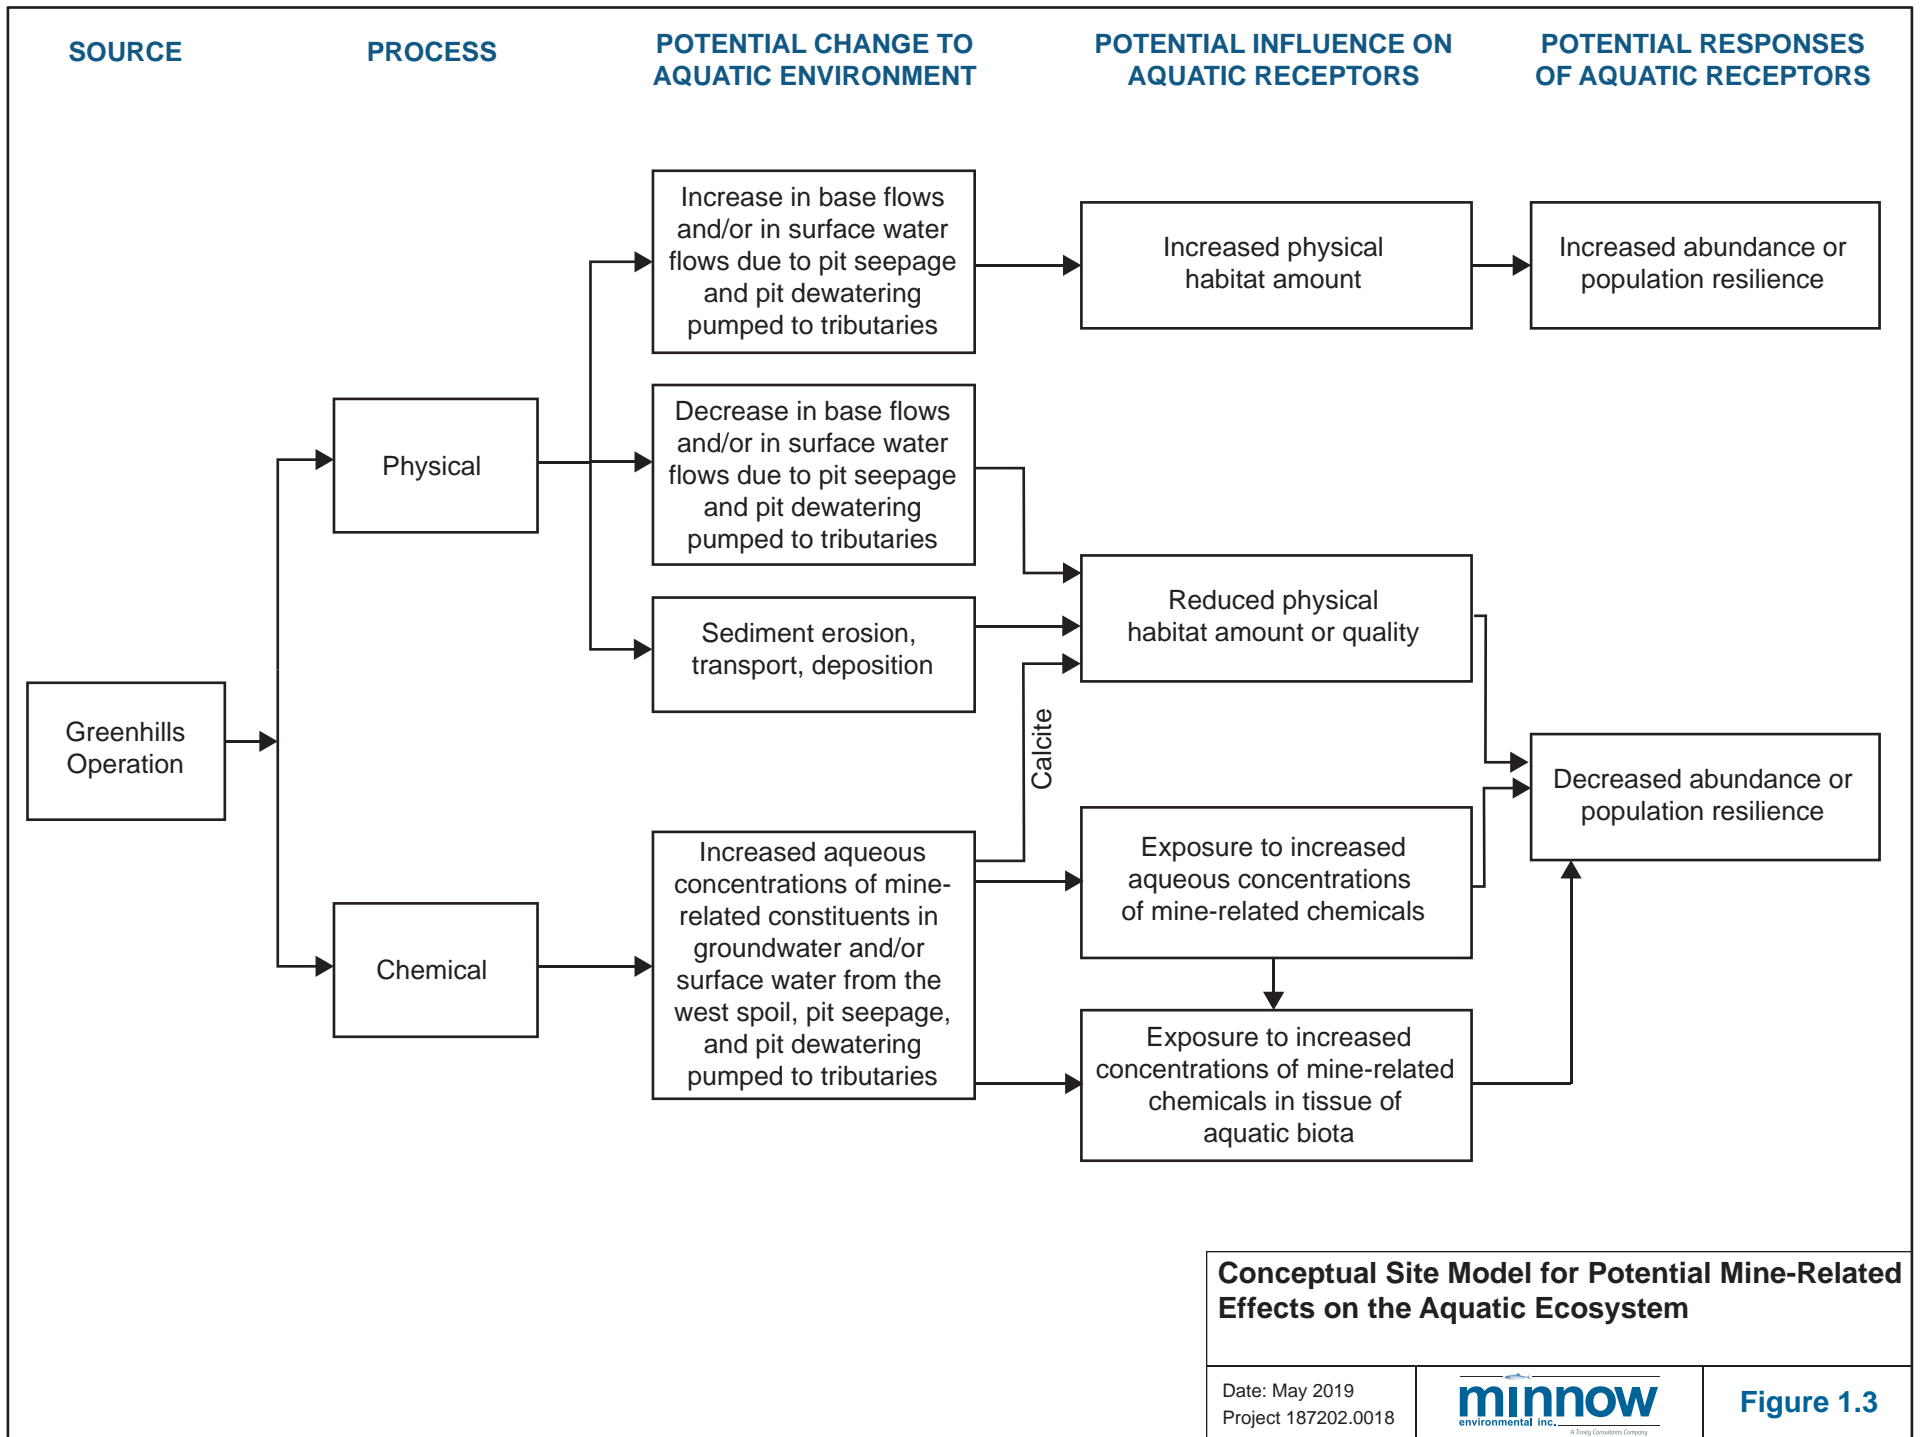 SOURCE
PROCESS
POTENTIAL CHANGE TO
AQUATIC ENVIRONMENT
POTENTIAL INFLUENCE ON
AQUATIC RECEPTORS
POTENTIAL RESPONSES
OF AQUATIC RECEPTORS
Greenhills
Operation
Physical
Chemical
Increase in base flows
and/or in surface water
flows due to pit seepage
and pit dewatering
pumped to tributaries
Decrease in base flows
and/or in surface water
flows due to pit seepage
and pit dewatering
pumped to tributaries
Sediment erosion,
transport, deposition
Increased aqueous
concentrations of mine-
related constituents in
groundwater and/or
surface water from the
west spoil, pit seepage,
and pit dewatering
pumped to tributaries
Calcite
Increased physical
habitat amount
Reduced physical
habitat amount or quality
Exposure to increased
aqueous concentrations
of mine-related chemicals
Exposure to increased
concentrations of mine-related
chemicals in tissue of
aquatic biota
Increased abundance or
population resilience
Decreased abundance or
population resilience
Conceptual Site Model for Potential Mine-Related
Effects on the Aquatic Ecosystem
Date: May 2019
Project 187202.0018
minnow
environmental inc.
A Trinity Consultants Company
Figure 1.3